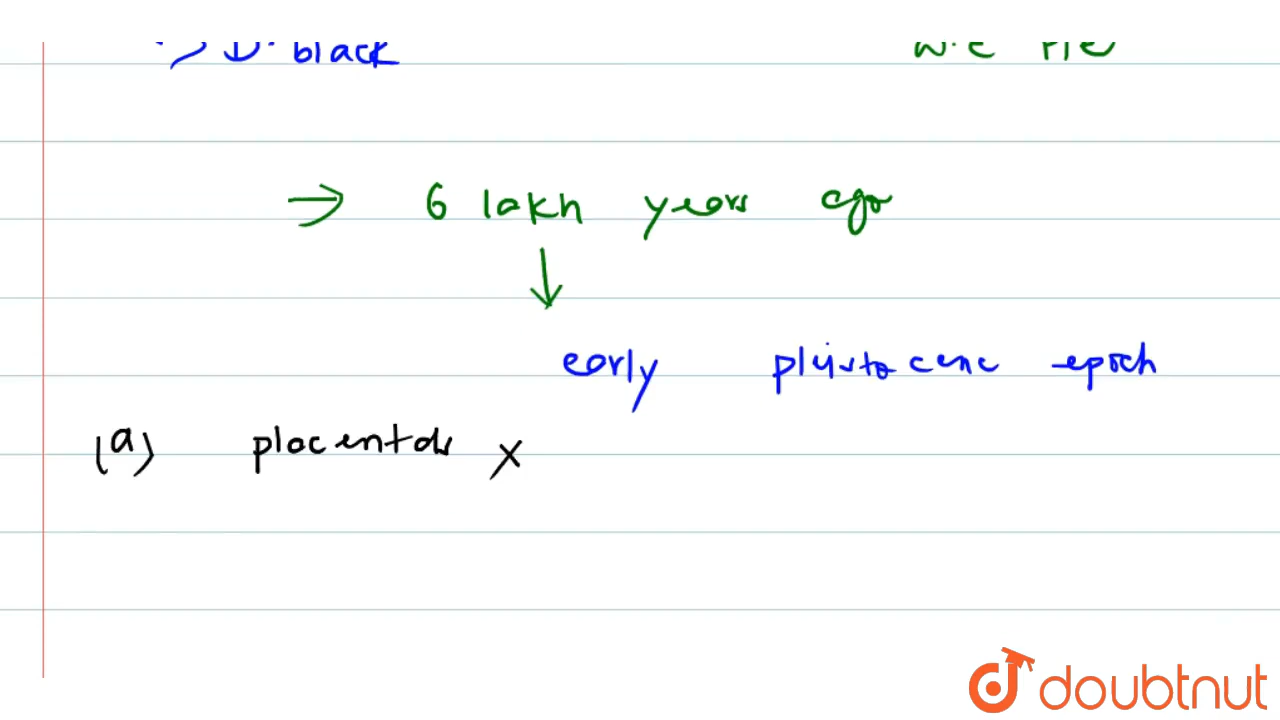 D. black
→ 6 lakh years ago
↓
early pleistocene epoch
(a) placentals X
doubtnut